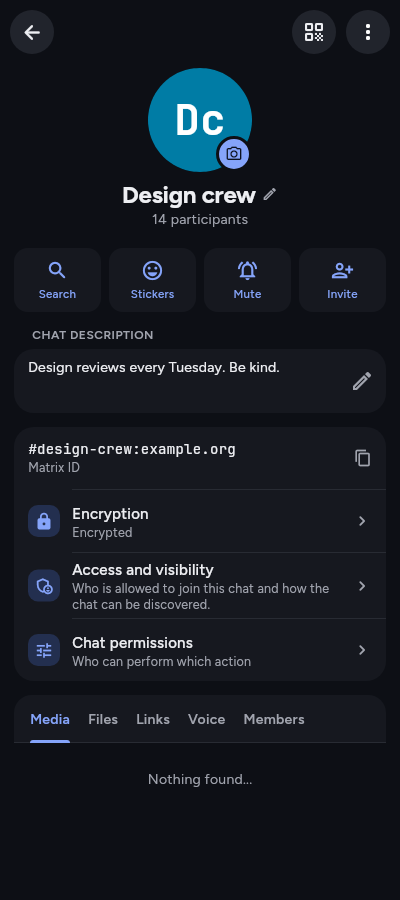 Dc
Design crew
14 participants
Search
Stickers
Mute
Invite
CHAT DESCRIPTION
Design reviews every Tuesday. Be kind.
#design-crew:example.org
Matrix ID
Encryption
Encrypted
Access and visibility
Who is allowed to join this chat and how the
chat can be discovered.
Chat permissions
Who can perform which action
Media
Files
Links
Voice
Members
Nothing found...